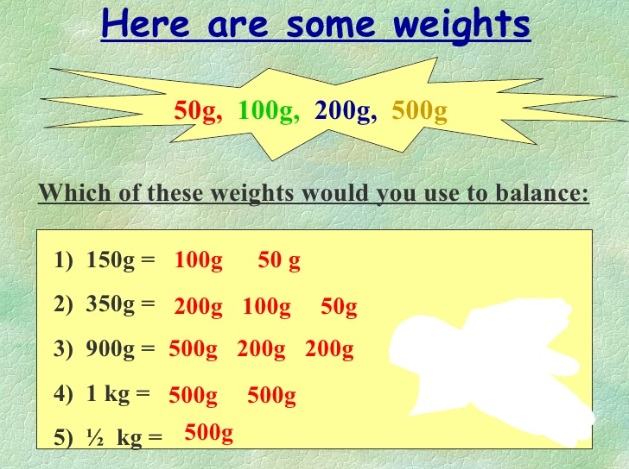 Here are some weights
50g, 100g, 200g, 500g
Which of these weights would you use to balance:
1) 150g = 100g 50 g
2) 350g = 200g 100g 50g
3) 900g = 500g 200g 200g
4) 1 kg = 500g 500g
5) ½ kg = 500g